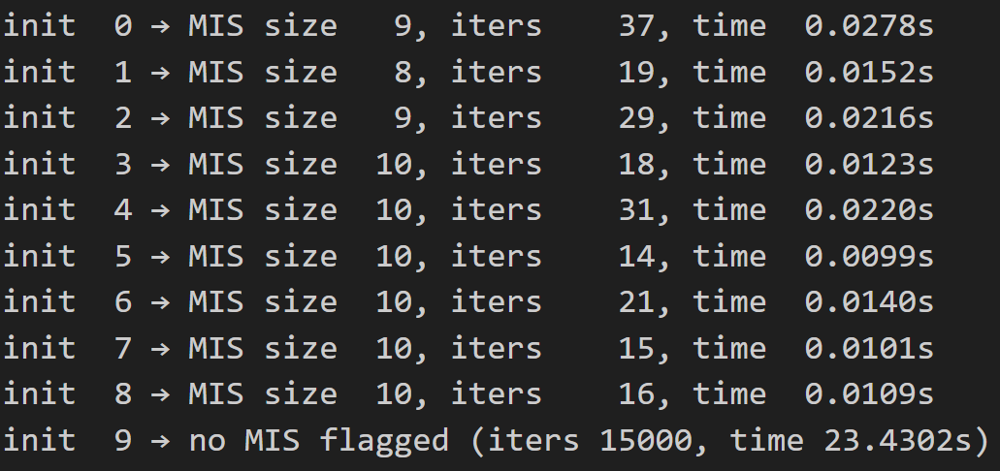 init  0 → MIS size   9, iters    37, time  0.0278s
init  1 → MIS size   8, iters    19, time  0.0152s
init  2 → MIS size   9, iters    29, time  0.0216s
init  3 → MIS size  10, iters    18, time  0.0123s
init  4 → MIS size  10, iters    31, time  0.0220s
init  5 → MIS size  10, iters    14, time  0.0099s
init  6 → MIS size  10, iters    21, time  0.0140s
init  7 → MIS size  10, iters    15, time  0.0101s
init  8 → MIS size  10, iters    16, time  0.0109s
init  9 → no MIS flagged (iters 15000, time 23.4302s)